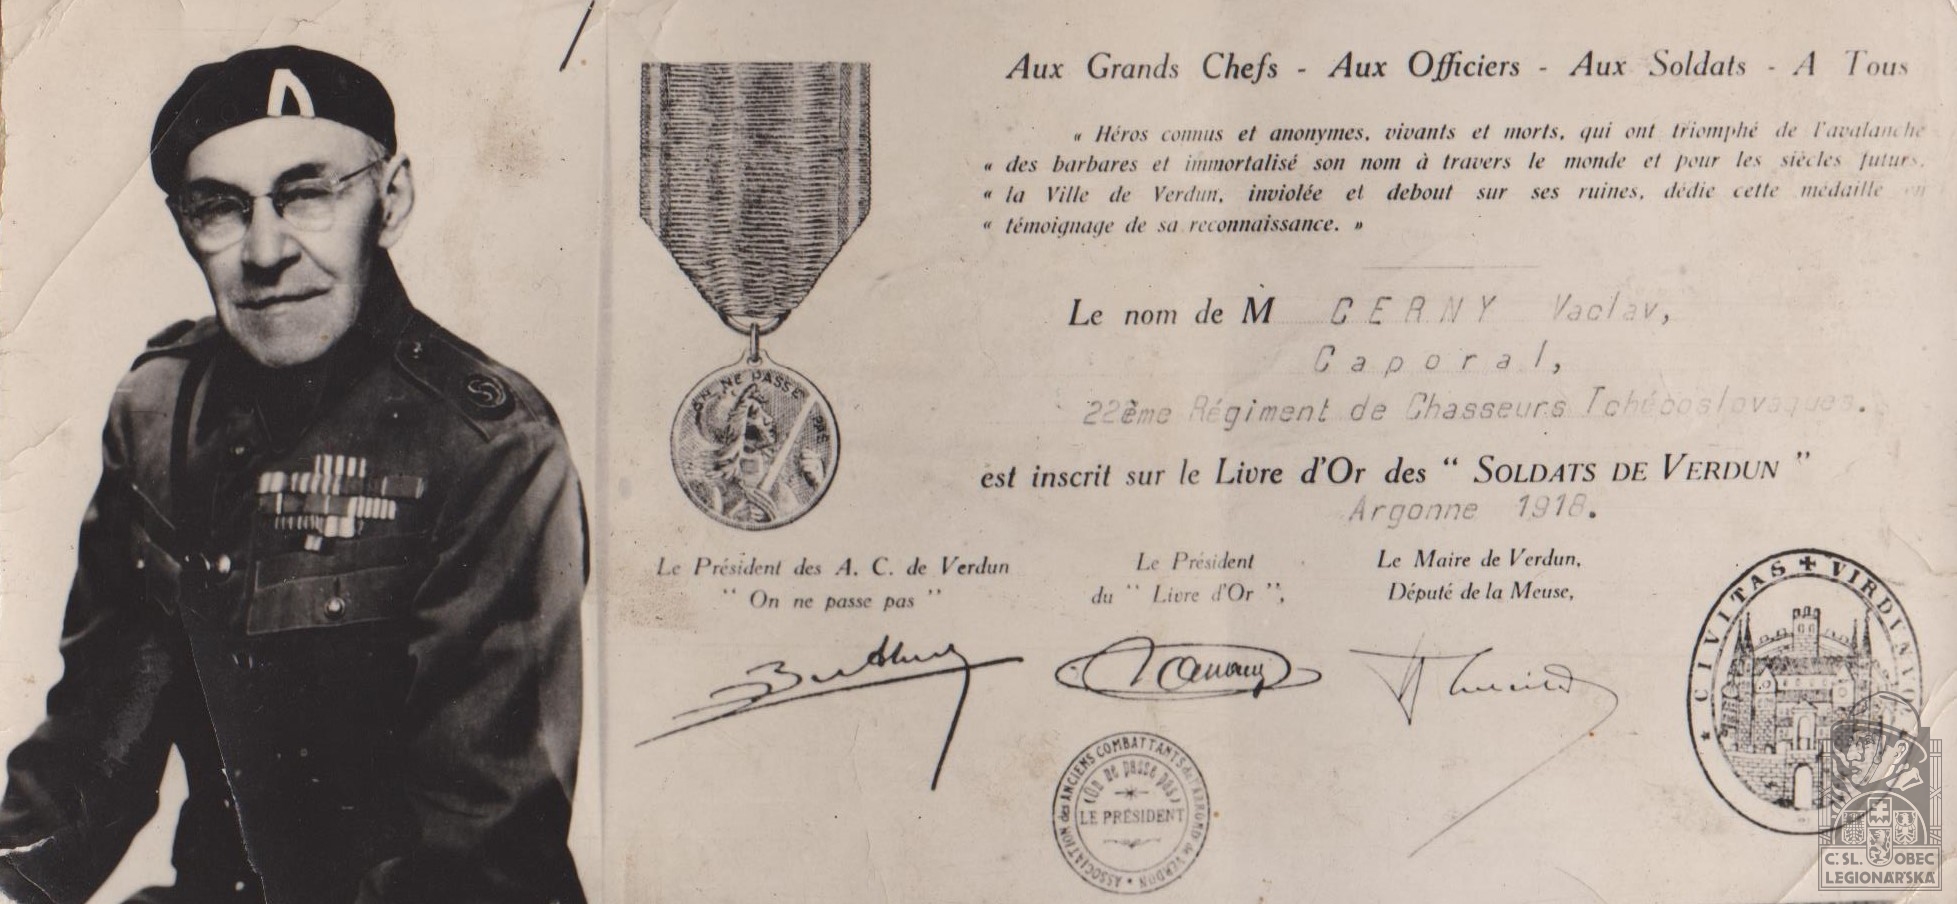 Aux Grands Chefs - Aux Officiers - Aux Soldats - A Tous
« Héros connus et anonymes, vivants et morts, qui ont triomphé de l'avalanche
« des barbares et immortalisé son nom à travers le monde et pour les siècles futurs,
« la Ville de Verdun, inviolée et debout sur ses ruines, dédie cette médaille en
« témoignage de sa reconnaissance. »
Le nom de M CERNY Vaclav,
Caporal,
22ème Régiment de Chasseurs Tchécoslovaques.
est inscrit sur le Livre d'Or des “ SOLDATS DE VERDUN ”
Argonne 1918.
ON NE PASSE PAS
Le Président des A. C. de Verdun
“ On ne passe pas ”
Le Président
du “ Livre d'Or ”,
Le Maire de Verdun,
Député de la Meuse,
ASSOCIATION des ANCIENS COMBATTANTS de l'ARROND. de VERDUN
(On ne passe pas)
LE PRÉSIDENT
CIVITAS VIRDVNVO
Č SL. OBEC
LEGIONÁŘSKÁ